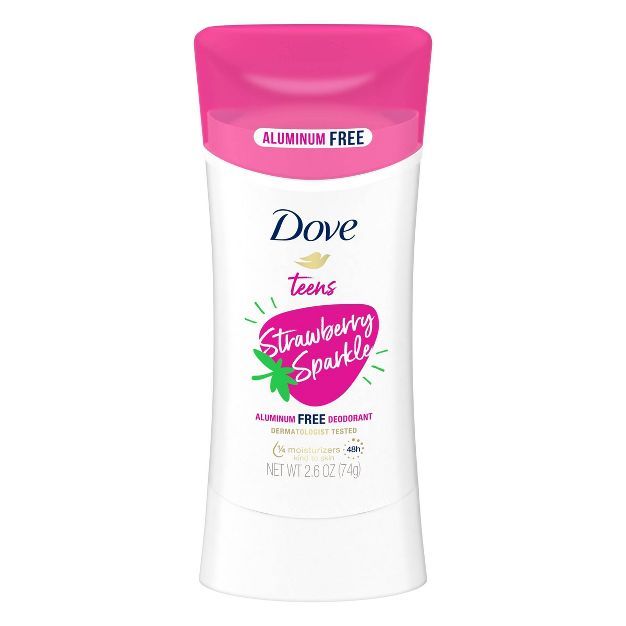 ALUMINUM FREE
Dove
teens
Strawberry
Sparkle
ALUMINUM FREE DEODORANT
DERMATOLOGIST TESTED
¼ moisturizers 48h
kind to skin
NET WT 2.6 OZ (74g)